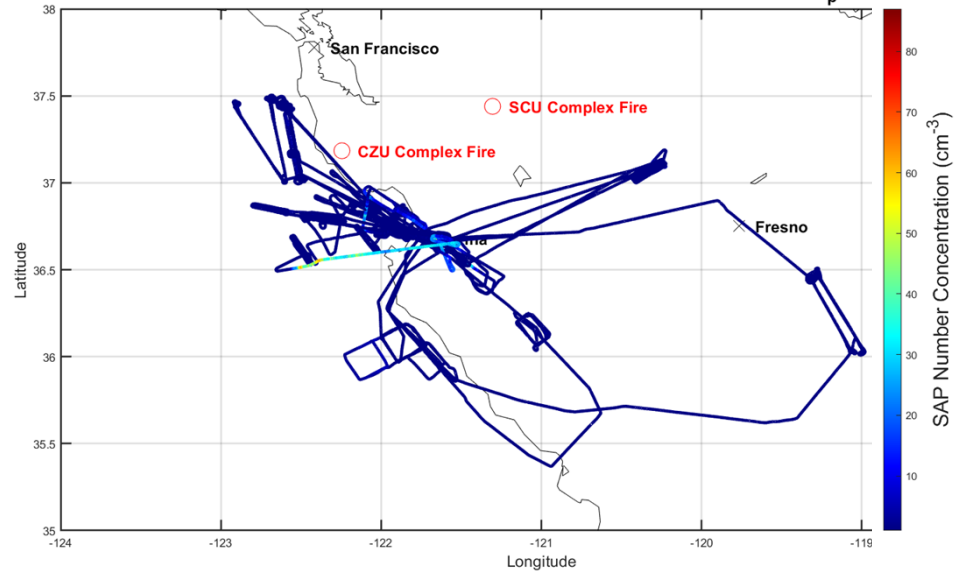 p
38
San Francisco
37.5
SCU Complex Fire
CZU Complex Fire
37
Fresno
36.5
36
35.5
35
-124
-123
-122
-121
-120
-119
Longitude
Latitude
80
70
60
50
40
30
20
10
SAP Number Concentration (cm-3)